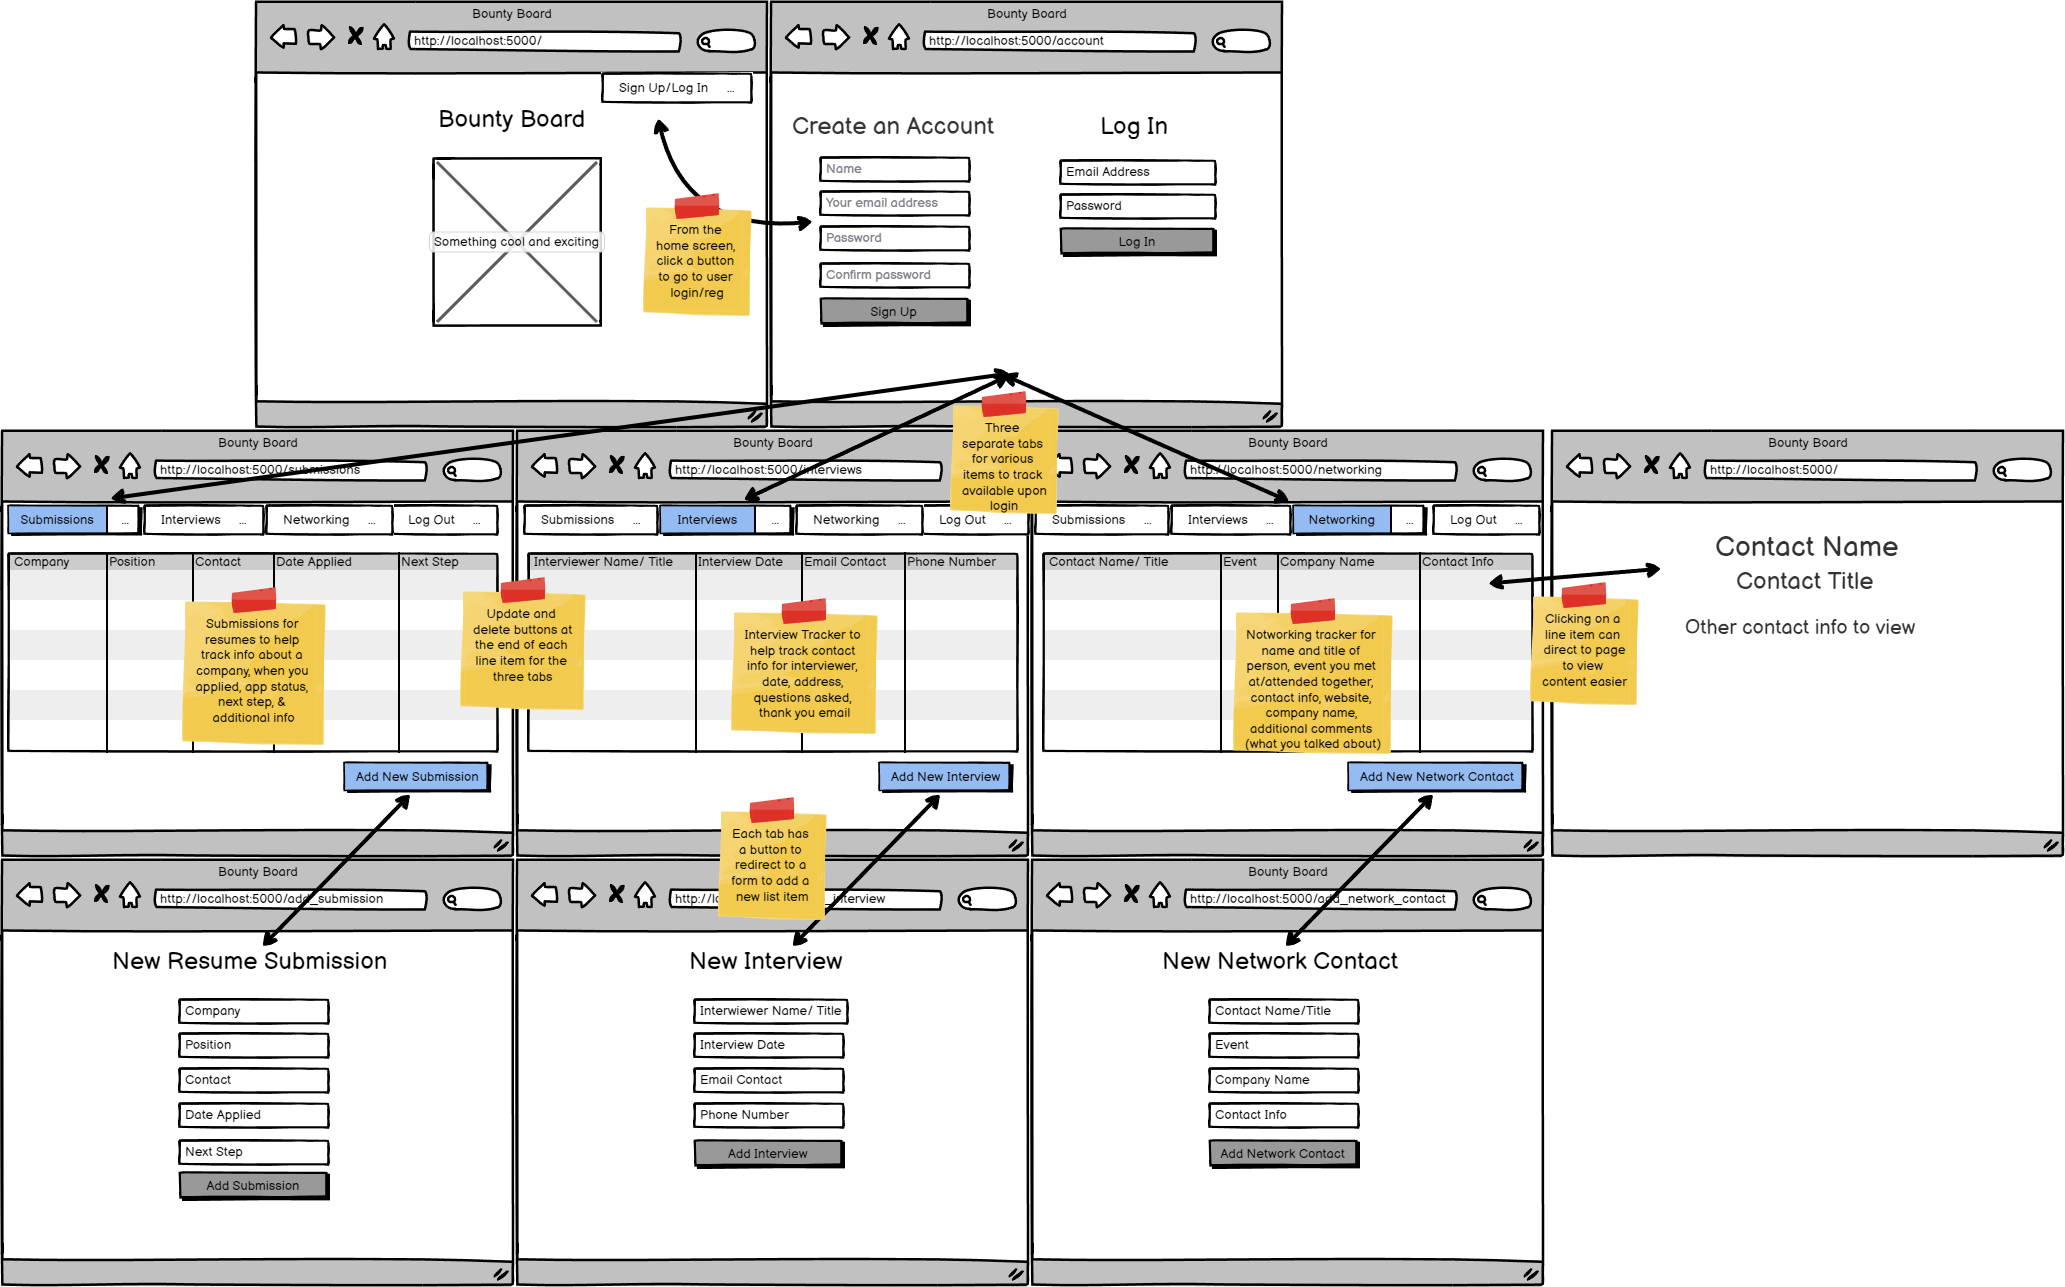 Bounty Board
http://localhost:5000/
Sign Up/Log In ...
Bounty Board
Something cool and exciting
From the
home screen,
click a button
to go to user
login/reg
Bounty Board
http://localhost:5000/account
Create an Account
Name
Your email address
Password
Confirm password
Sign Up
Log In
Email Address
Password
Log In
Three
separate tabs
for various
items to track
available upon
login
Bounty Board
http://localhost:5000/submissions
Submissions ... Interviews ... Networking ... Log Out ...
Company Position Contact Date Applied Next Step
Submissions for
resumes to help
track info about a
company, when you
applied, app status,
next step, &
additional info
Update and
delete buttons at
the end of each
line item for the
three tabs
Add New Submission
Bounty Board
http://localhost:5000/interviews
Submissions ... Interviews ... Networking ... Log Out ...
Interviewer Name/ Title Interview Date Email Contact Phone Number
Interview Tracker to
help track contact
info for interviewer,
date, address,
questions asked,
thank you email
Add New Interview
Each tab has
a button to
redirect to a
form to add a
new list item
Bounty Board
http://localhost:5000/networking
Submissions ... Interviews ... Networking ... Log Out ...
Contact Name/ Title Event Company Name Contact Info
Notworking tracker for
name and title of
person, event you met
at/attended together,
contact info, website,
company name,
additional comments
(what you talked about)
Add New Network Contact
Clicking on a
line item can
direct to page
to view
content easier
Bounty Board
http://localhost:5000/
Contact Name
Contact Title
Other contact info to view
Bounty Board
http://localhost:5000/add_submission
New Resume Submission
Company
Position
Contact
Date Applied
Next Step
Add Submission
http://lo
_interview
New Interview
Interwiewer Name/ Title
Interview Date
Email Contact
Phone Number
Add Interview
Bounty Board
http://localhost:5000/add_network_contact
New Network Contact
Contact Name/Title
Event
Company Name
Contact Info
Add Network Contact